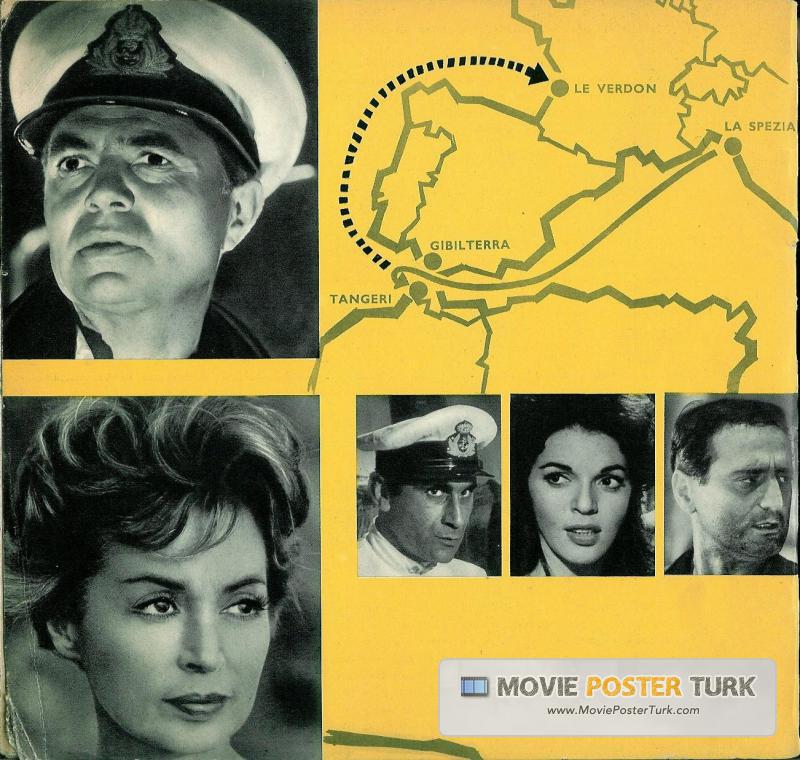 LE VERDON
LA SPEZIA
GIBILTERRA
TANGERI
MOVIE POSTER TURK
www.MoviePosterTurk.com